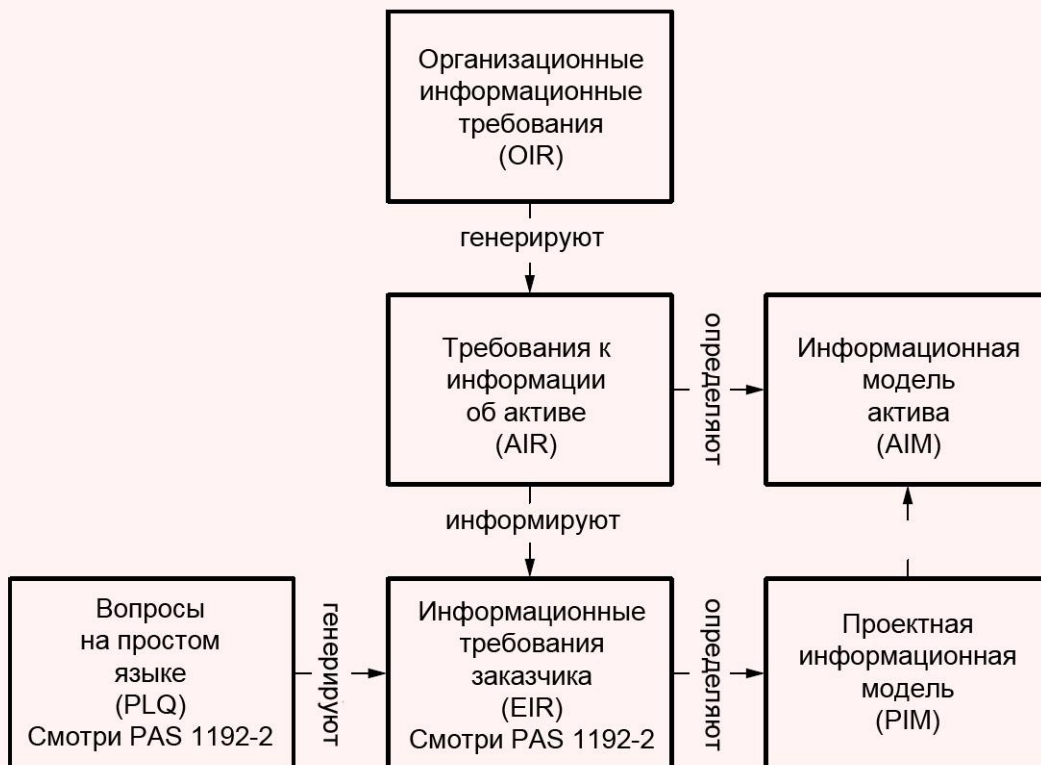 Организационные
информационные
требования
(OIR)
генерируют
Требования к
информации
об активе
(AIR)
определяют
Информационная
модель
актива
(AIM)
информируют
Вопросы
на простом
языке
(PLQ)
Смотри PAS 1192-2
генерируют
Информационные
требования
заказчика
(EIR)
Смотри PAS 1192-2
определяют
Проектная
информационная
модель
(PIM)